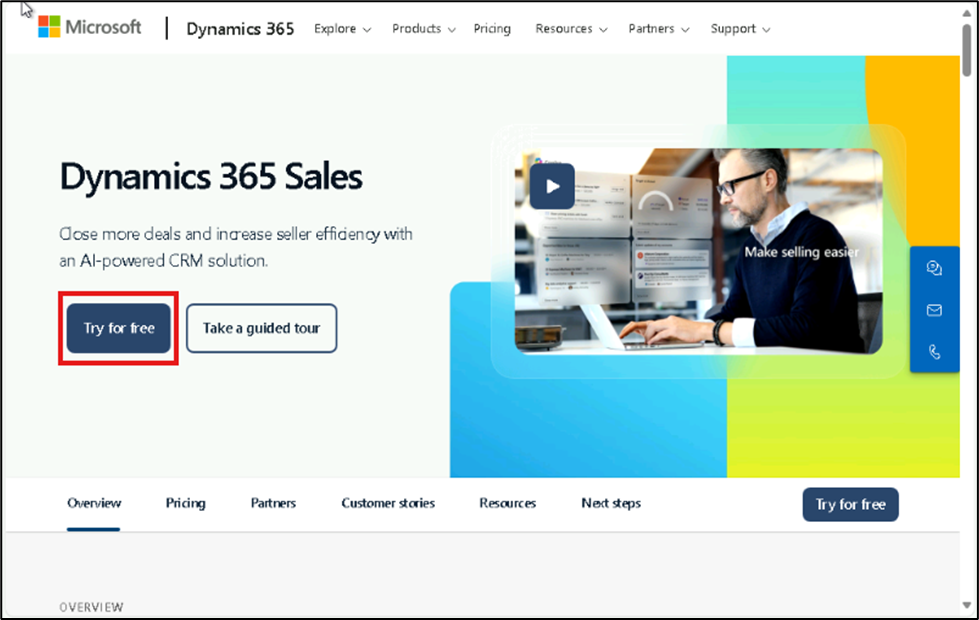 Microsoft
Dynamics 365
Explore
Products
Pricing
Resources
Partners
Support
Dynamics 365 Sales
Close more deals and increase seller efficiency with
an AI-powered CRM solution.
Try for free
Take a guided tour
Make selling easier
Overview
Pricing
Partners
Customer stories
Resources
Next steps
Try for free
OVERVIEW